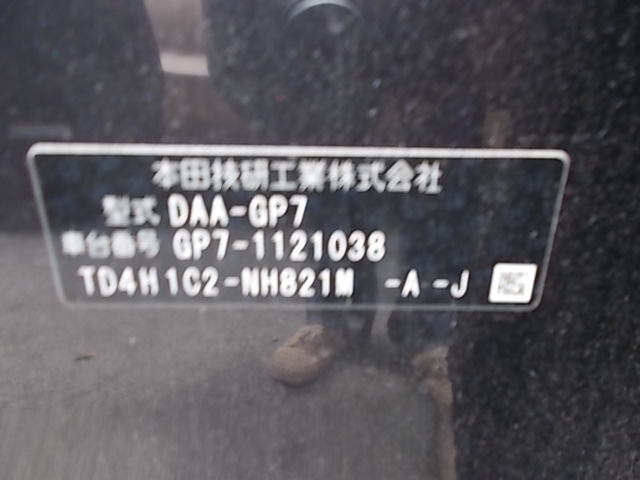 本田技研工業株式会社
型式 DAA-GP7
車台番号 GP7-1121038
TD4H1C2-NH821M -A-J